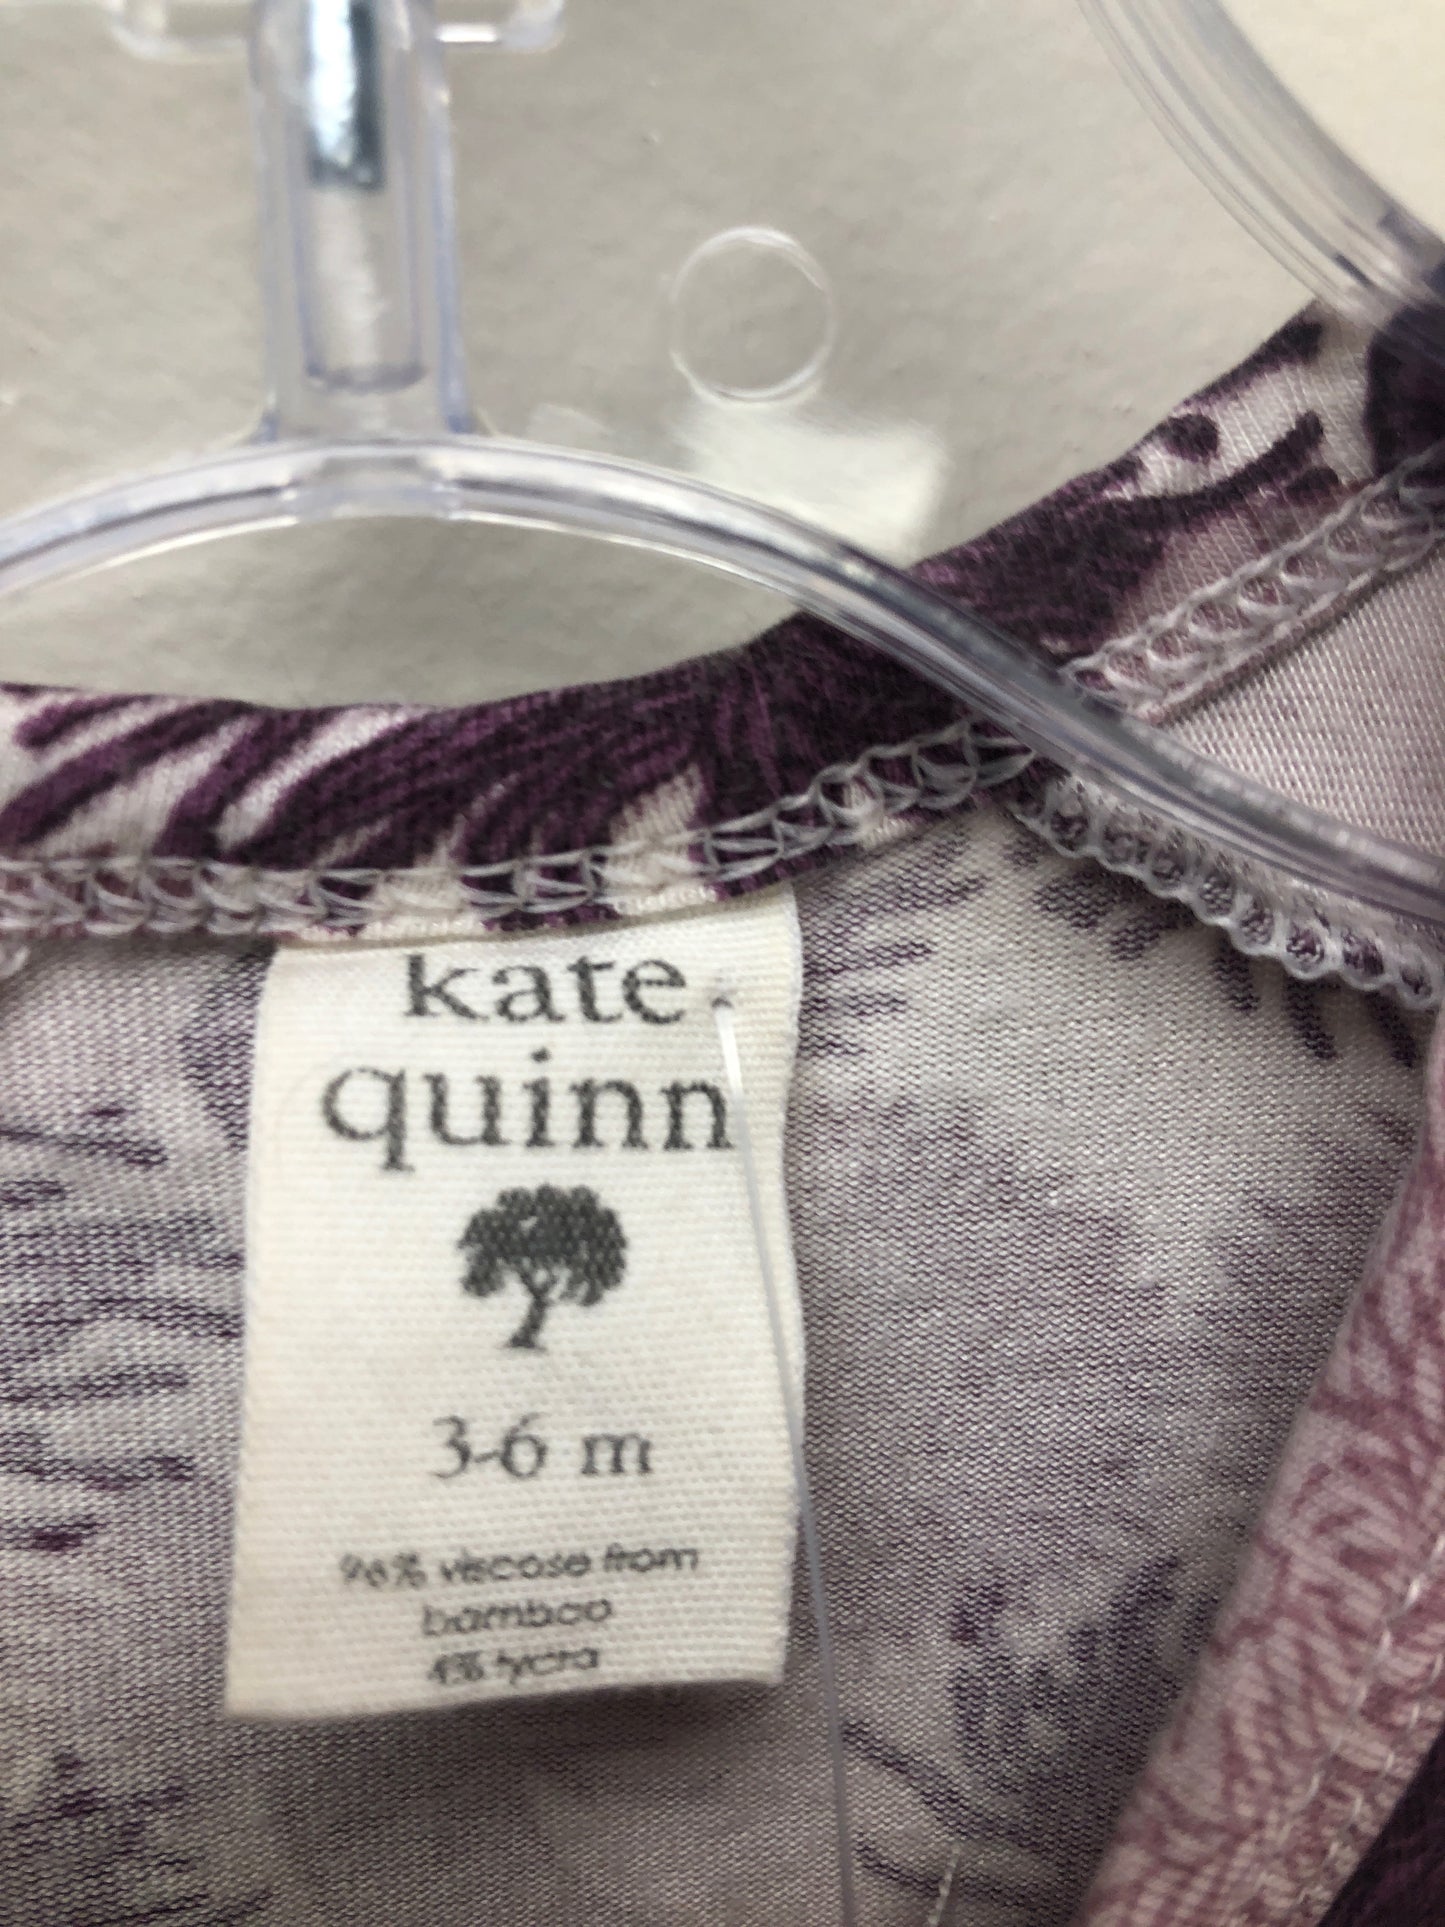 kate
quinn
3-6 m
96% viscose from
bamboo
4% lycra